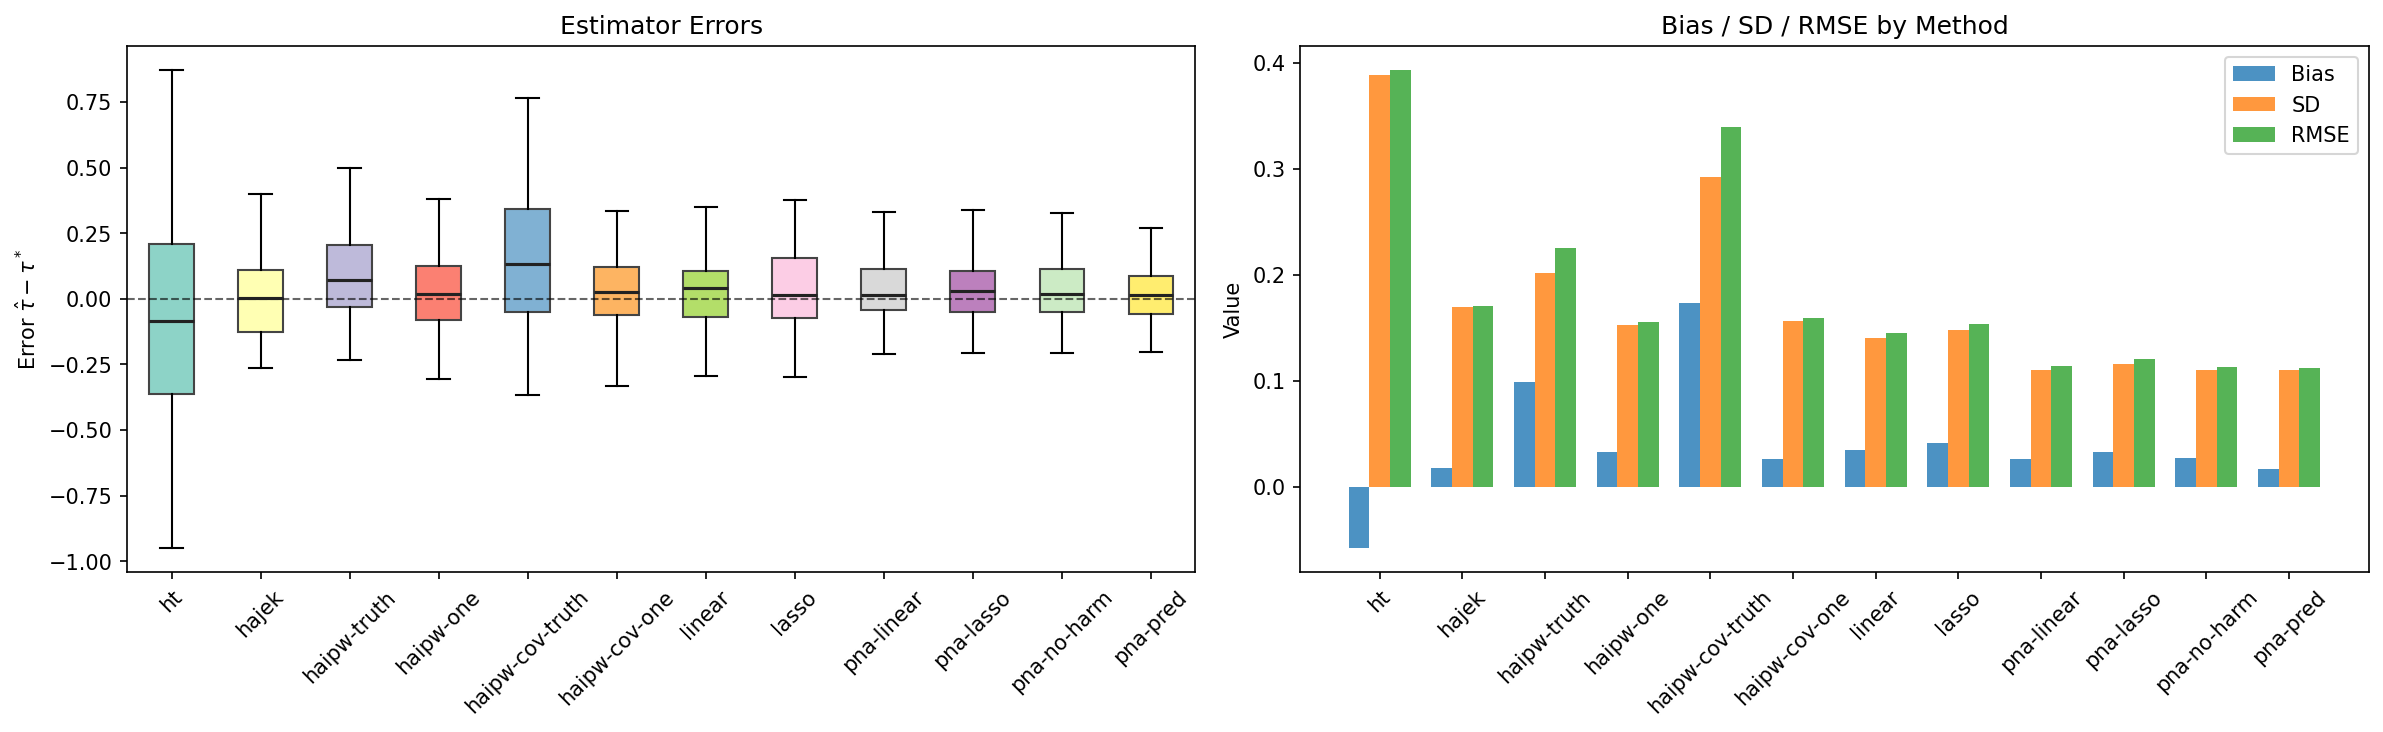 Estimator Errors
Error τ̂ − τ*
0.75
0.50
0.25
0.00
−0.25
−0.50
−0.75
−1.00
ht
hajek
haipw-truth
haipw-one
haipw-cov-truth
haipw-cov-one
linear
lasso
pna-linear
pna-lasso
pna-no-harm
pna-pred
Bias / SD / RMSE by Method
Value
0.4
0.3
0.2
0.1
0.0
Bias
SD
RMSE
ht
hajek
haipw-truth
haipw-one
haipw-cov-truth
haipw-cov-one
linear
lasso
pna-linear
pna-lasso
pna-no-harm
pna-pred